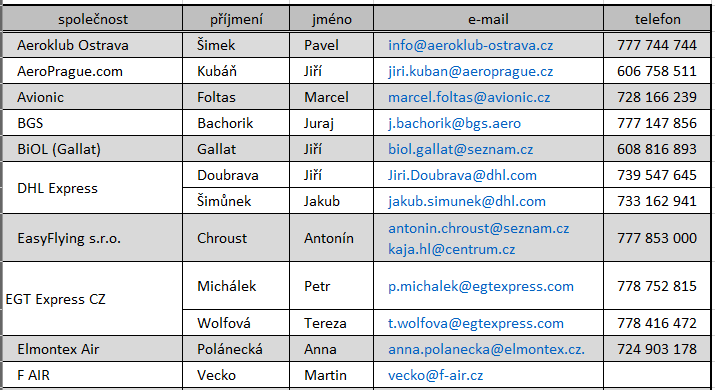 společnost příjmení jméno e-mail telefon
Aeroklub Ostrava Šimek Pavel info@aeroklub-ostrava.cz 777 744 744
AeroPrague.com Kubáň Jiří jiri.kuban@aeroprague.cz 606 758 511
Avionic Foltas Marcel marcel.foltas@avionic.cz 728 166 239
BGS Bachorik Juraj j.bachorik@bgs.aero 777 147 856
BiOL (Gallat) Gallat Jiří biol.gallat@seznam.cz 608 816 893
DHL Express Doubrava Jiří Jiri.Doubrava@dhl.com 739 547 645
Šimůnek Jakub jakub.simunek@dhl.com 733 162 941
EasyFlying s.r.o. Chroust Antonín antonin.chroust@seznam.cz 777 853 000
kaja.hl@centrum.cz
EGT Express CZ Michálek Petr p.michalek@egtexpress.com 778 752 815
Wolfová Tereza t.wolfova@egtexpress.com 778 416 472
Elmontex Air Polánecká Anna anna.polanecka@elmontex.cz. 724 903 178
F AIR Vecko Martin vecko@f-air.cz